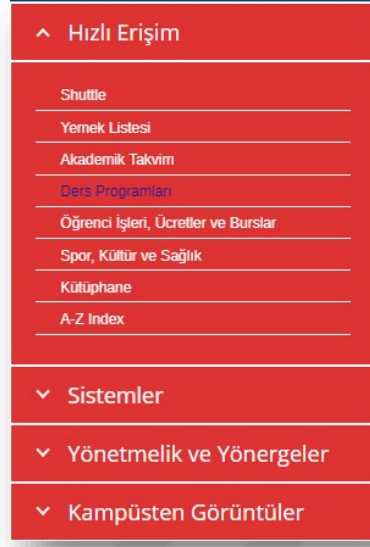 Hızlı Erişim
Shuttle
Yemek Listesi
Akademik Takvim
Ders Programları
Öğrenci İşleri, Ücretler ve Burslar
Spor, Kültür ve Sağlık
Kütüphane
A-Z Index
Sistemler
Yönetmelik ve Yönergeler
Kampüsten Görüntüler